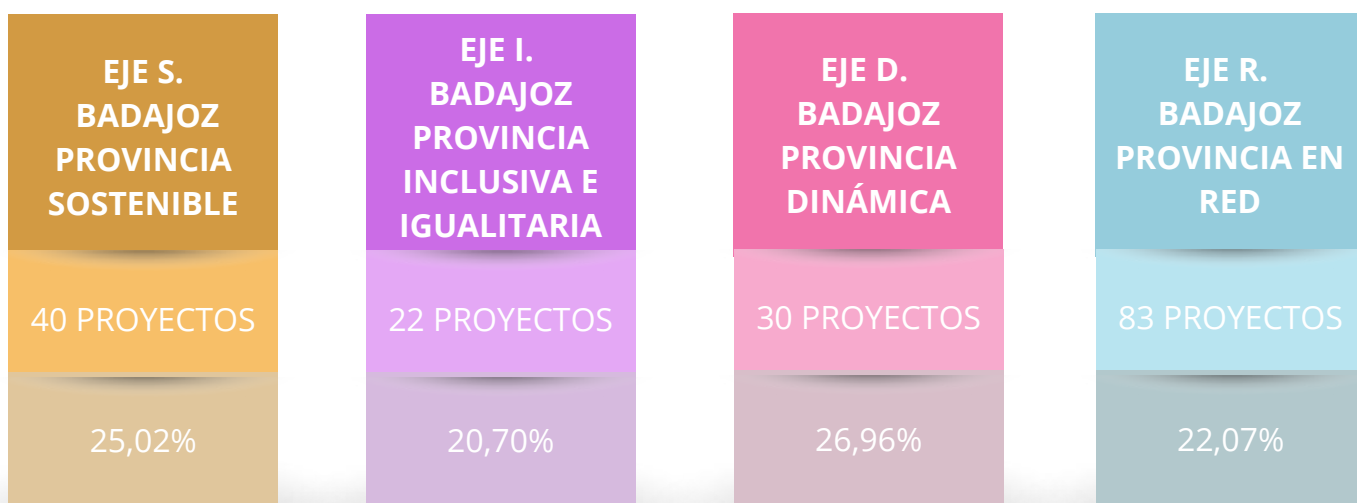 EJE S.
BADAJOZ
PROVINCIA
SOSTENIBLE
40 PROYECTOS
25,02%
EJE I.
BADAJOZ
PROVINCIA
INCLUSIVA E
IGUALITARIA
22 PROYECTOS
20,70%
EJE D.
BADAJOZ
PROVINCIA
DINÁMICA
30 PROYECTOS
26,96%
EJE R.
BADAJOZ
PROVINCIA EN
RED
83 PROYECTOS
22,07%